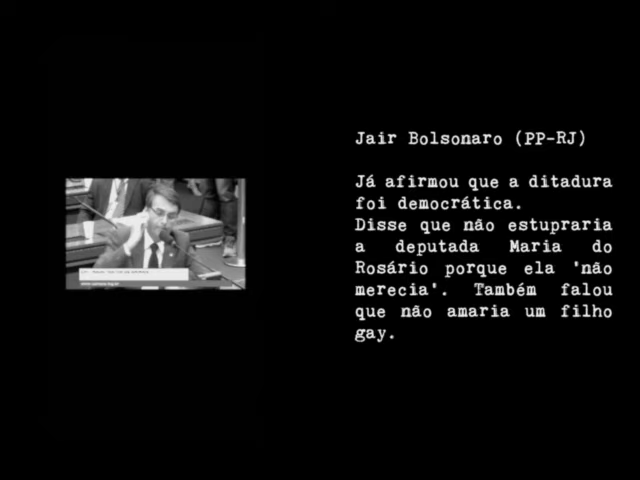 Jair Bolsonaro (PP-RJ)
Já afirmou que a ditadura
foi democrática.
Disse que não estupraria
a deputada Maria do
Rosário porque ela 'não
merecia'. Também falou
que não amaria um filho
gay.